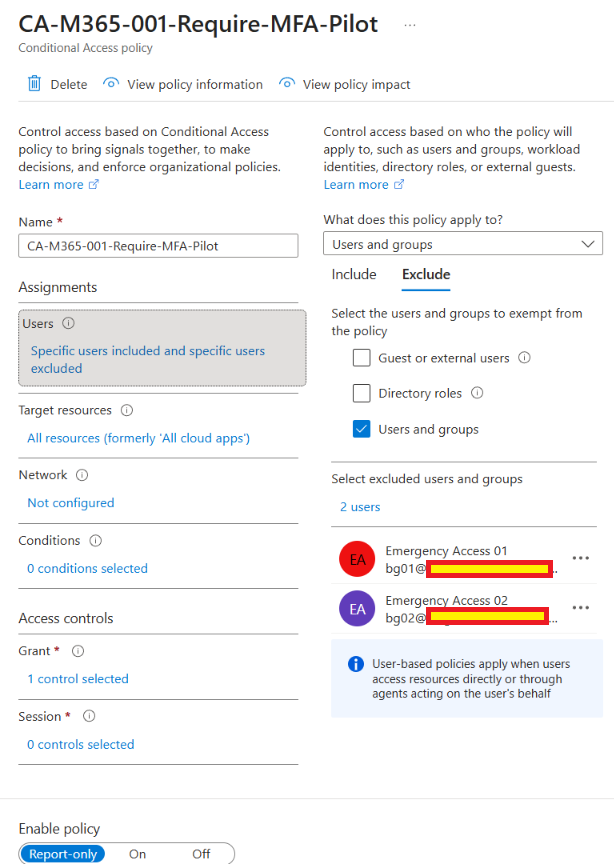 CA-M365-001-Require-MFA-Pilot ...
Conditional Access policy
Delete View policy information View policy impact
Control access based on Conditional Access
policy to bring signals together, to make
decisions, and enforce organizational policies.
Learn more
Name *
CA-M365-001-Require-MFA-Pilot
Assignments
Users
Specific users included and specific users
excluded
Target resources
All resources (formerly 'All cloud apps')
Network
Not configured
Conditions
0 conditions selected
Access controls
Grant *
1 control selected
Session *
0 controls selected
Control access based on who the policy will
apply to, such as users and groups, workload
identities, directory roles, or external guests.
Learn more
What does this policy apply to?
Users and groups
Include Exclude
Select the users and groups to exempt from
the policy
Guest or external users
Directory roles
Users and groups
Select excluded users and groups
2 users
EA
Emergency Access 01
bg01@ ...
EA
Emergency Access 02
bg02@ ...
User-based policies apply when users
access resources directly or through
agents acting on the user's behalf
Enable policy
Report-only On Off